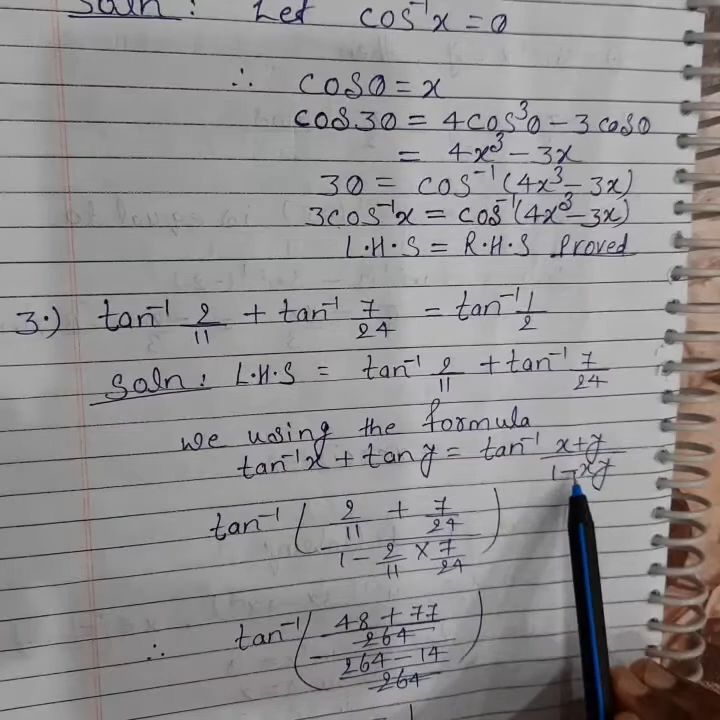 Soln : Let cos⁻¹x = θ
∴ cosθ = x
cos3θ = 4cos³θ − 3cosθ
= 4x³ − 3x
3θ = cos⁻¹(4x³ − 3x)
3cos⁻¹x = cos⁻¹(4x³ − 3x)
L.H.S = R.H.S Proved
3.) tan⁻¹ 2/11 + tan⁻¹ 7/24 = tan⁻¹ 1/2
Soln : L.H.S = tan⁻¹ 2/11 + tan⁻¹ 7/24
we using the formula
tan⁻¹x + tan y = tan⁻¹ x+y/1−xy
tan⁻¹ ( 2/11 + 7/24 / 1 − 2/11 × 7/24 )
∴ tan⁻¹ ( 48 + 77/264 / 264 − 14/264 )